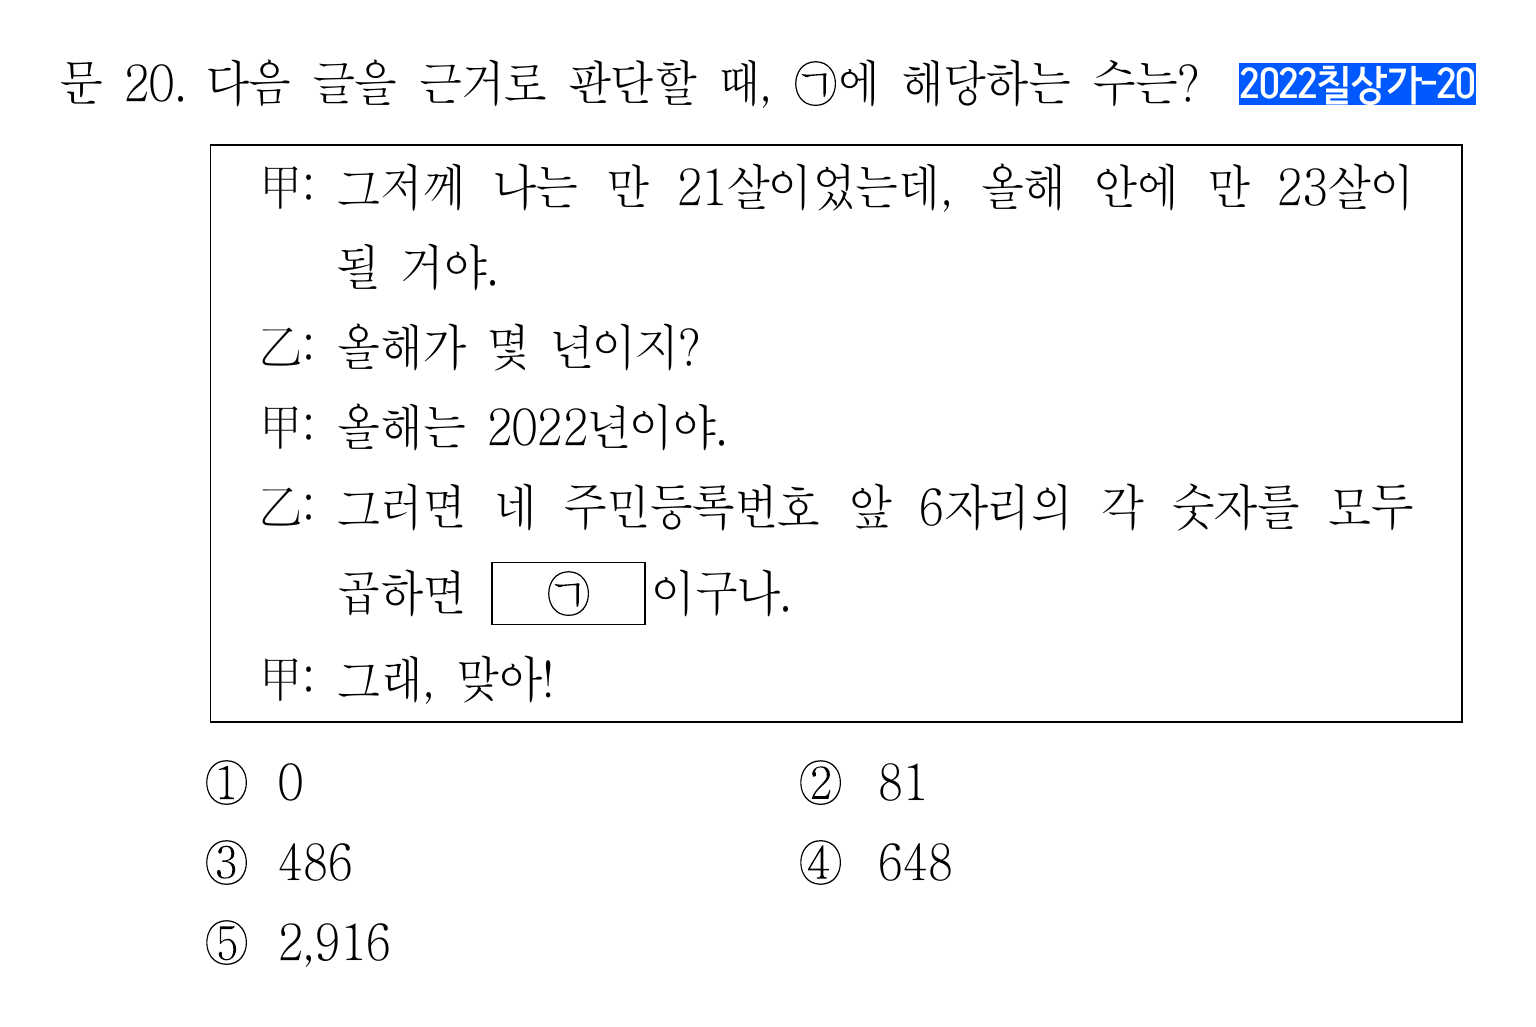 문 20. 다음 글을 근거로 판단할 때, ㉠에 해당하는 수는? 2022칠상가-20
甲: 그저께 나는 만 21살이었는데, 올해 안에 만 23살이
될 거야.
乙: 올해가 몇 년이지?
甲: 올해는 2022년이야.
乙: 그러면 네 주민등록번호 앞 6자리의 각 숫자를 모두
곱하면 ㉠ 이구나.
甲: 그래, 맞아!
① 0 ② 81
③ 486 ④ 648
⑤ 2,916